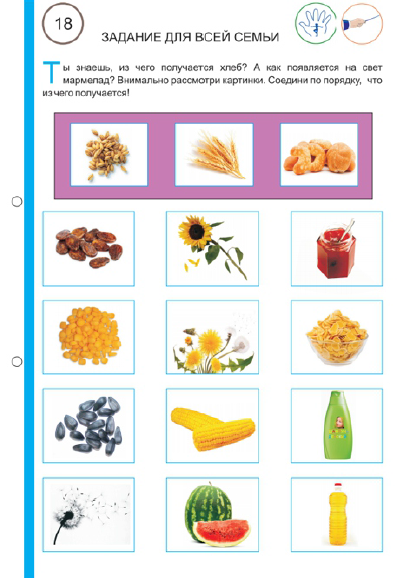 18
ЗАДАНИЕ ДЛЯ ВСЕЙ СЕМЬИ
Ты знаешь, из чего получается хлеб? А как появляется на свет
мармелад? Внимально рассмотри картинки. Соедини по порядку, что
из чего получается!